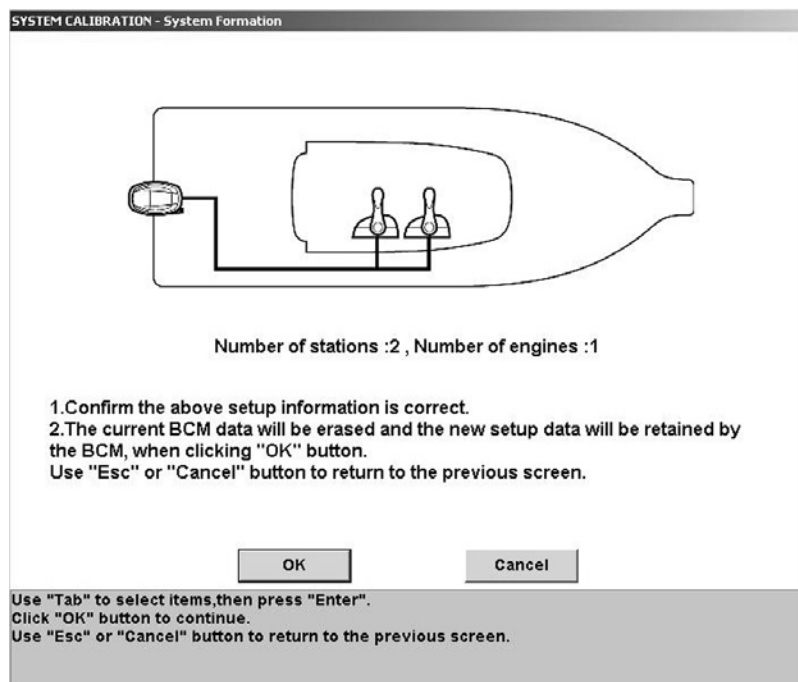 SYSTEM CALIBRATION - System Formation
Number of stations :2 , Number of engines :1
1.Confirm the above setup information is correct.
2.The current BCM data will be erased and the new setup data will be retained by
the BCM, when clicking "OK" button.
Use "Esc" or "Cancel" button to return to the previous screen.
OK Cancel
Use "Tab" to select items,then press "Enter".
Click "OK" button to continue.
Use "Esc" or "Cancel" button to return to the previous screen.